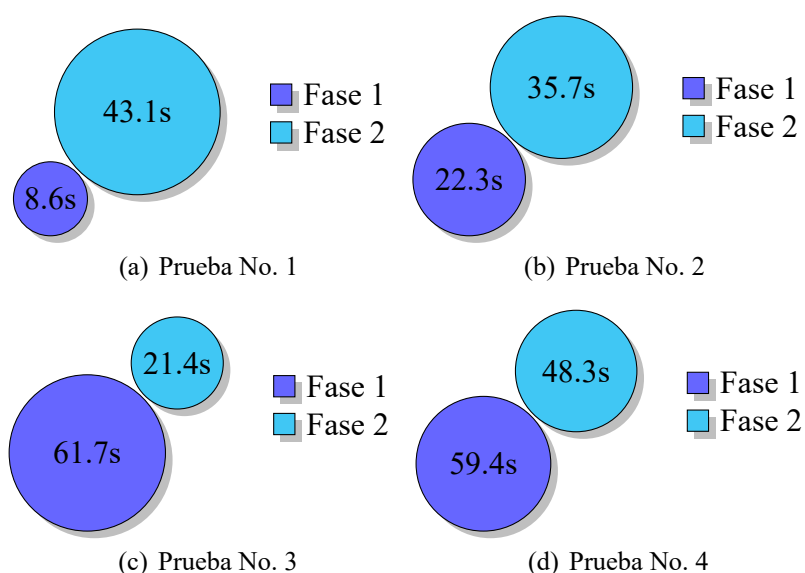 43.1s
8.6s
Fase 1
Fase 2
(a) Prueba No. 1
35.7s
22.3s
Fase 1
Fase 2
(b) Prueba No. 2
21.4s
61.7s
Fase 1
Fase 2
(c) Prueba No. 3
48.3s
59.4s
Fase 1
Fase 2
(d) Prueba No. 4